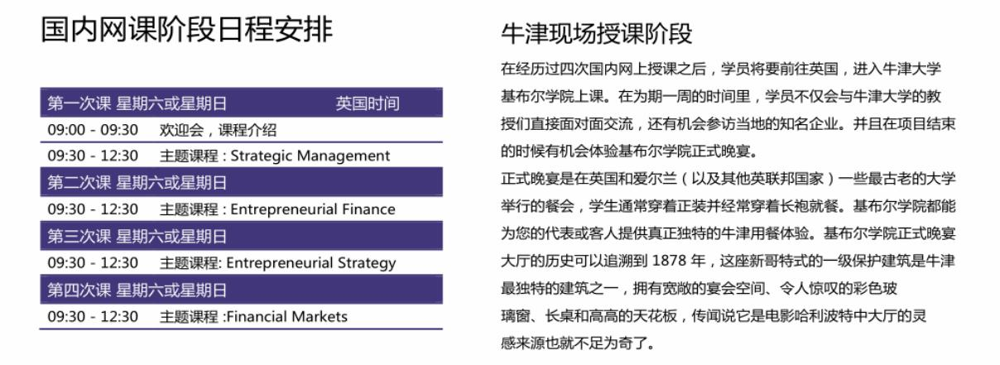 国内网课阶段日程安排
第一次课 星期六或星期日 英国时间
09:00 - 09:30 欢迎会，课程介绍
09:30 - 12:30 主题课程 : Strategic Management
第二次课 星期六或星期日
09:30 - 12:30 主题课程 : Entrepreneurial Finance
第三次课 星期六或星期日
09:30 - 12:30 主题课程: Entrepreneurial Strategy
第四次课 星期六或星期日
09:30 - 12:30 主题课程 :Financial Markets
牛津现场授课阶段
在经历过四次国内网上授课之后，学员将要前往英国，进入牛津大学
基布尔学院上课。在为期一周的时间里，学员不仅会与牛津大学的教
授们直接面对面交流，还有机会参访当地的知名企业。并且在项目结束
的时候有机会体验基布尔学院正式晚宴。
正式晚宴是在英国和爱尔兰（以及其他英联邦国家）一些最古老的大学
举行的餐会，学生通常穿着正装并经常穿着长袍就餐。基布尔学院都能
为您的代表或客人提供真正独特的牛津用餐体验。基布尔学院正式晚宴
大厅的历史可以追溯到 1878 年，这座新哥特式的一级保护建筑是牛津
最独特的建筑之一，拥有宽敞的宴会空间、令人惊叹的彩色玻
璃窗、长桌和高高的天花板，传闻说它是电影哈利波特中大厅的灵
感来源也就不足为奇了。